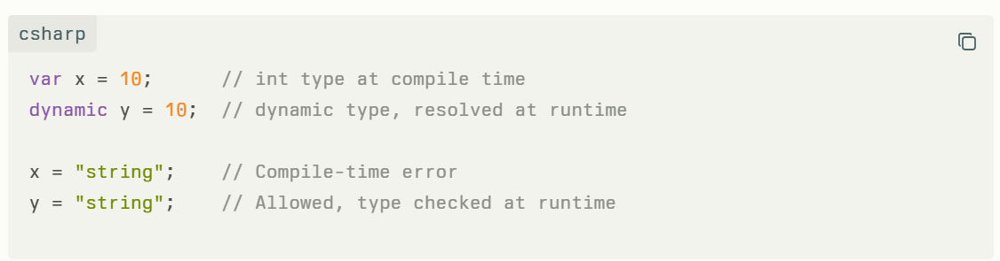 csharp
var x = 10;      // int type at compile time
dynamic y = 10;  // dynamic type, resolved at runtime
x = "string";    // Compile-time error
y = "string";    // Allowed, type checked at runtime